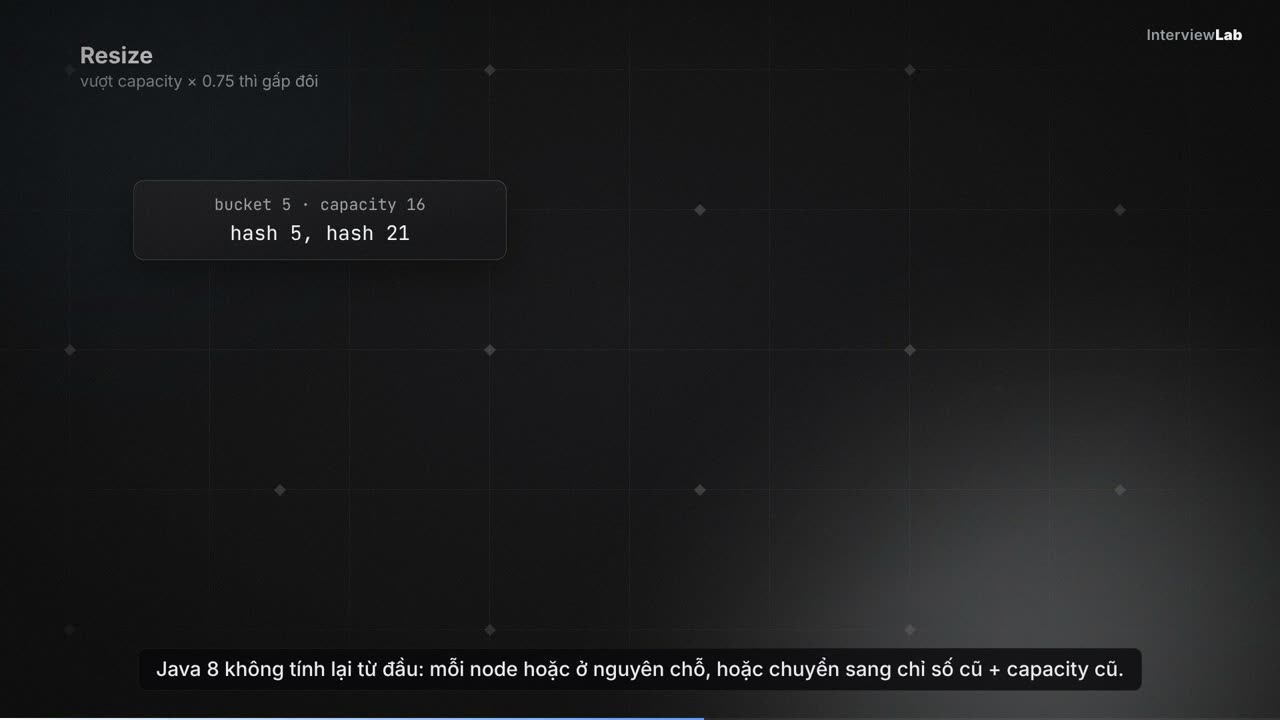 InterviewLab
Resize
vượt capacity × 0.75 thì gấp đôi
bucket 5 · capacity 16
hash 5, hash 21
Java 8 không tính lại từ đầu: mỗi node hoặc ở nguyên chỗ, hoặc chuyển sang chỉ số cũ + capacity cũ.